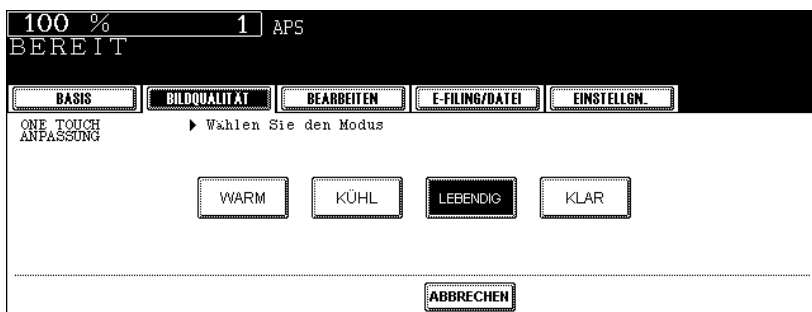 100 % 1 APS
BEREIT
BASIS BILDQUALITÄT BEARBEITEN E-FILING/DATEI EINSTELLGN.
ONE TOUCH ANPASSUNG
Wählen Sie den Modus
WARM KÜHL LEBENDIG KLAR
ABBRECHEN